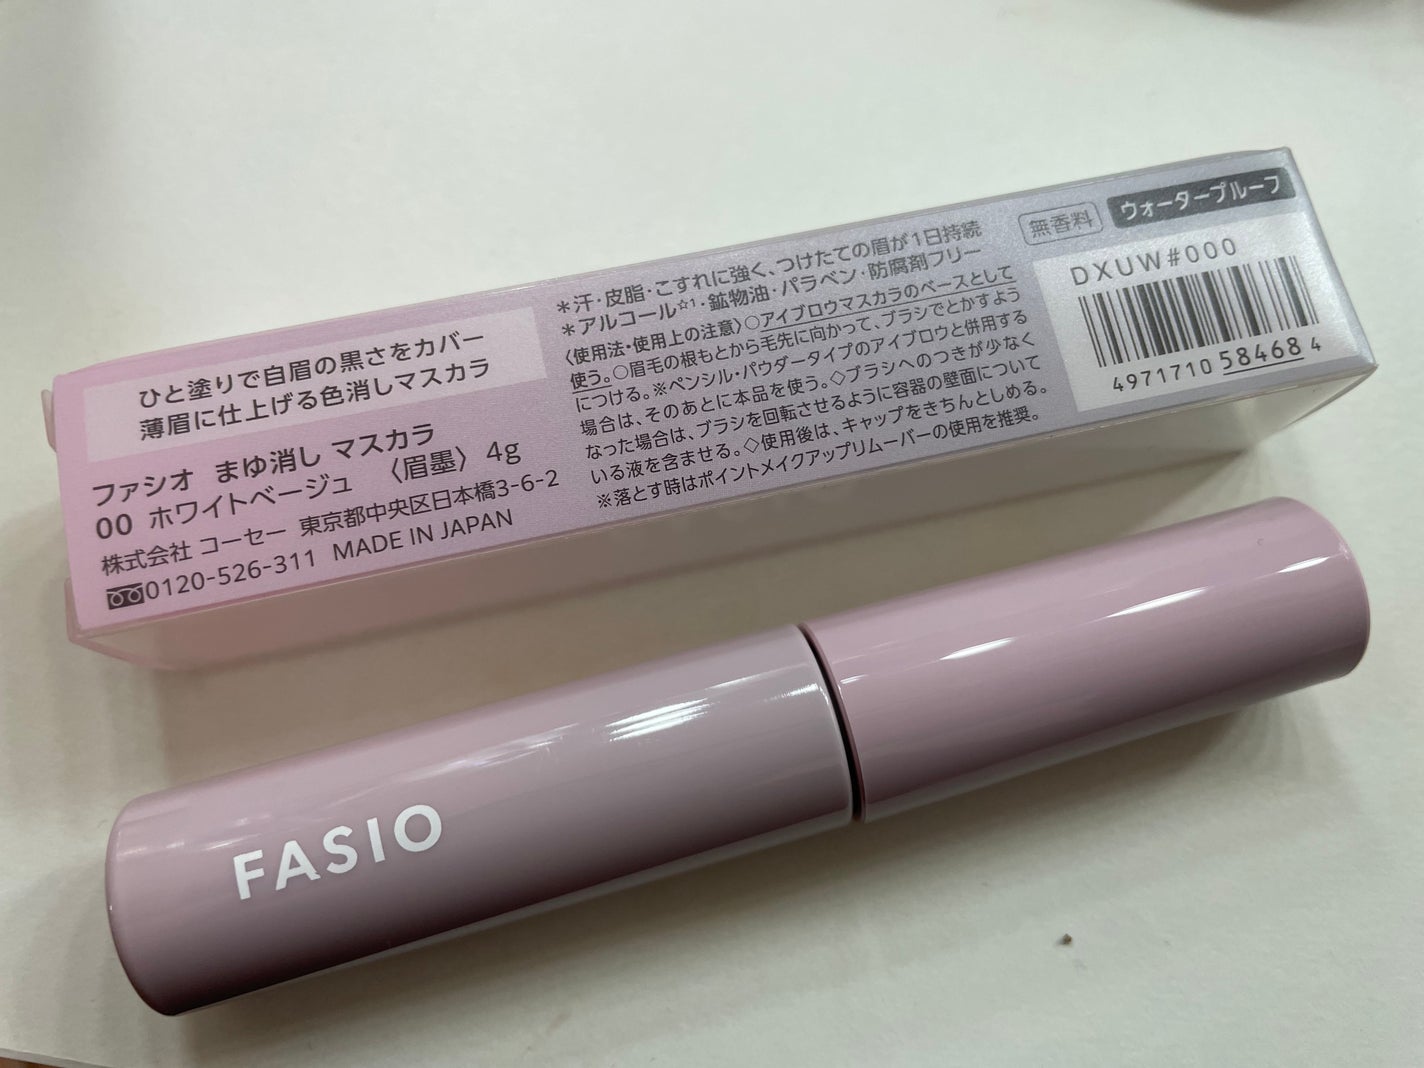 ひと塗りで自眉の黒さをカバー
薄眉に仕上げる色消しマスカラ
ファシオ まゆ消し マスカラ
00 ホワイトベージュ 〈眉墨〉 4g
株式会社 コーセー 東京都中央区日本橋3-6-2
0120-526-311 MADE IN JAPAN
＊汗・皮脂・こすれに強く、つけたての眉が1日持続
＊アルコール☆1・鉱物油・パラベン・防腐剤フリー
〈使用法・使用上の注意〉○アイブロウマスカラのベースとして
使う。○眉毛の根もとから毛先に向かって、ブラシでとかすよう
につける。※ペンシル・パウダータイプのアイブロウと併用する
場合は、そのあとに本品を使う。◇ブラシへのつきが少なく
なった場合は、ブラシを回転させるように容器の壁面について
いる液を含ませる。◇使用後は、キャップをきちんとしめる。
※落とす時はポイントメイクアップリムーバーの使用を推奨。
無香料
ウォータープルーフ
DXUW#000
4971710 584684
FASIO